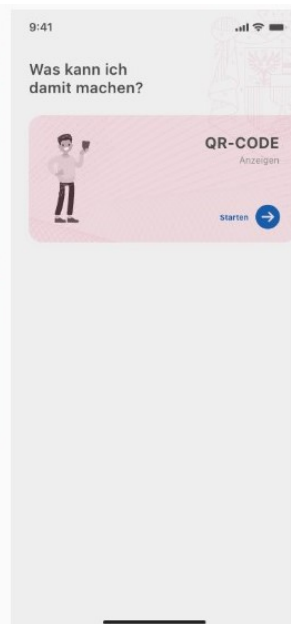 9:41
Was kann ich
damit machen?
QR-CODE
Anzeigen
Starten